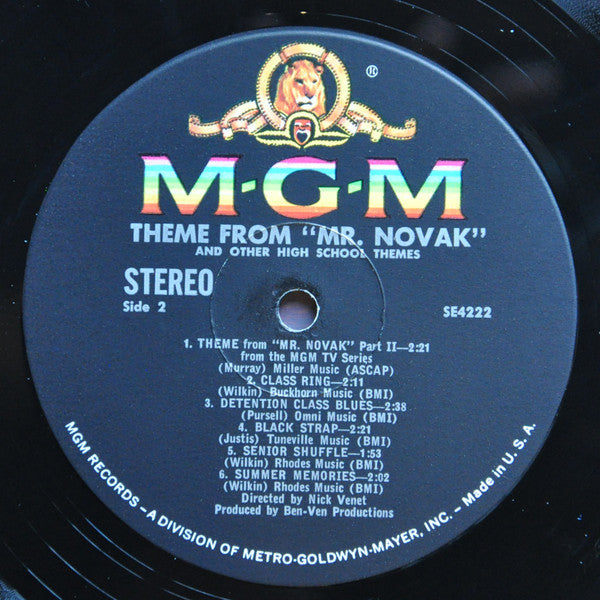 ®
M-G-M
THEME FROM "MR. NOVAK"
AND OTHER HIGH SCHOOL THEMES
STEREO
Side 2
SE4222
1. THEME from "MR. NOVAK" Part II—2:21
from the MGM TV Series
(Murray) Miller Music (ASCAP)
2. CLASS RING—2:11
(Wilkin) Buckhorn Music (BMI)
3. DETENTION CLASS BLUES—2:38
(Pursell) Omni Music (BMI)
4. BLACK STRAP—2:21
(Justis) Tuneville Music (BMI)
5. SENIOR SHUFFLE—1:53
(Wilkin) Rhodes Music (BMI)
6. SUMMER MEMORIES—2:02
(Wilkin) Rhodes Music (BMI)
Directed by Nick Venet
Produced by Ben-Ven Productions
MGM RECORDS – A DIVISION OF METRO-GOLDWYN-MAYER, INC. – Made in U.S.A.